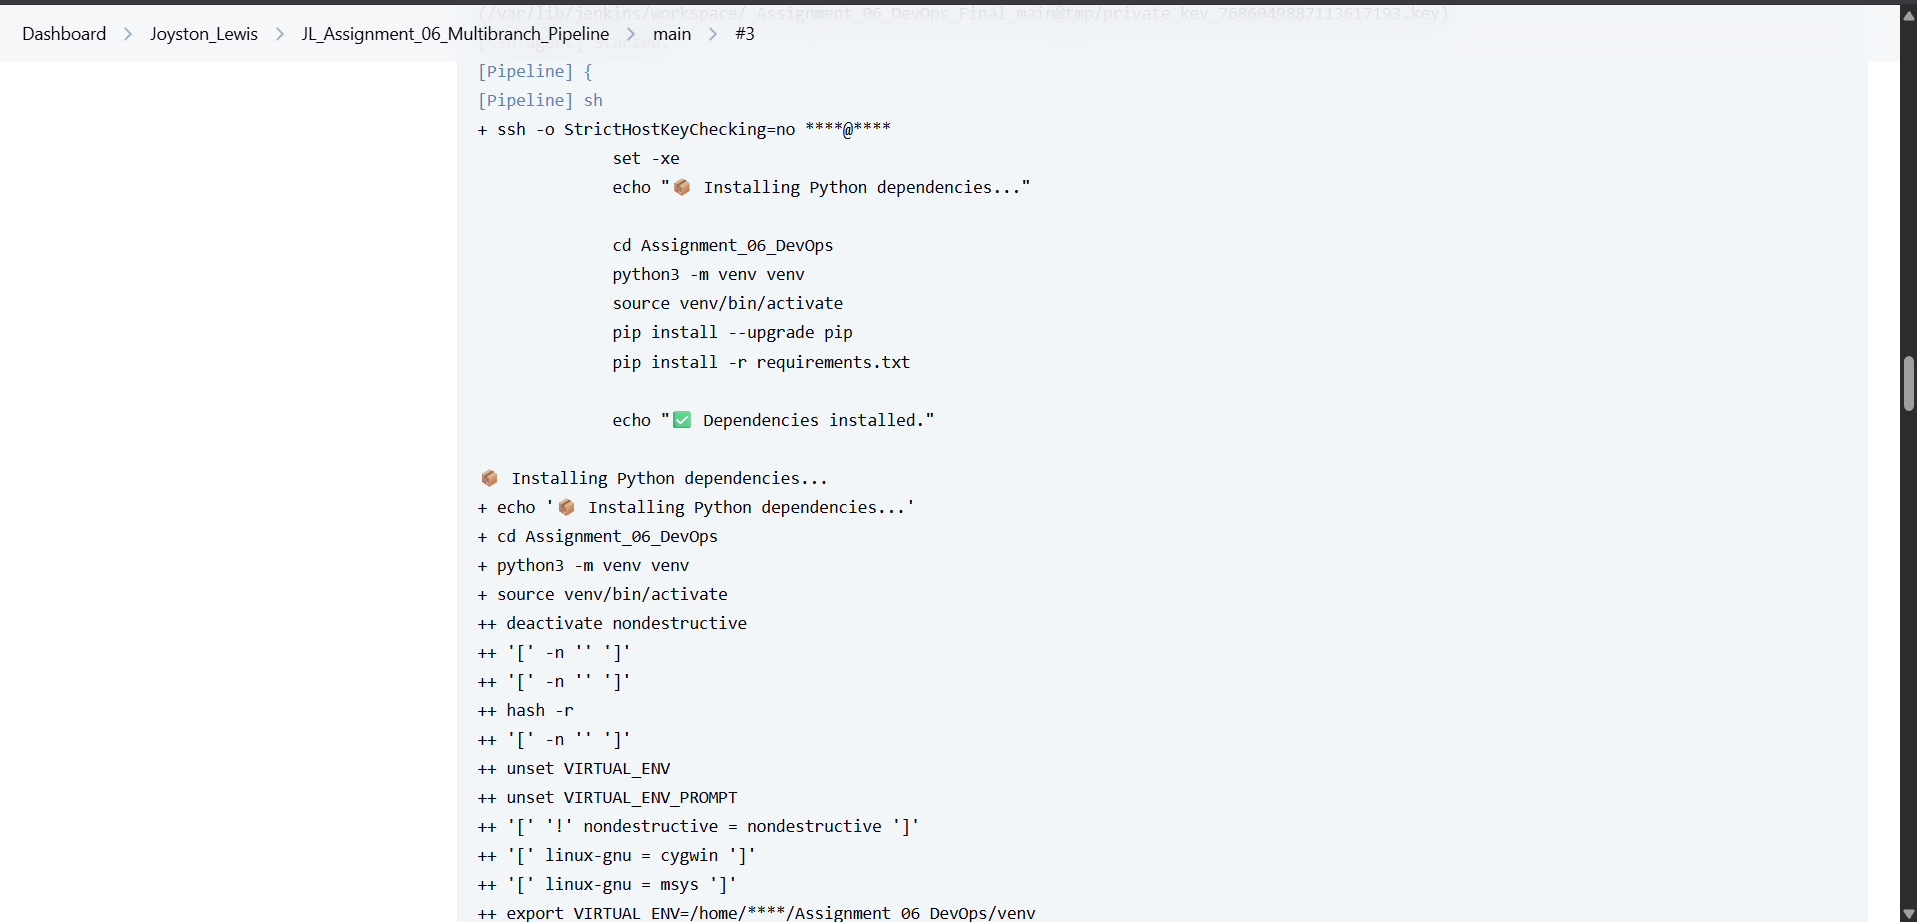 (/var/lib/jenkins/workspace/_Assignment_06_DevOps_Final_main@tmp/private_key_7686049887113617193.key)
Dashboard > Joyston_Lewis > JL_Assignment_06_Multibranch_Pipeline > main > #3
[ssh-agent] started.
[Pipeline] {
[Pipeline] sh
+ ssh -o StrictHostKeyChecking=no ****@****
set -xe
echo "📦 Installing Python dependencies..."
cd Assignment_06_DevOps
python3 -m venv venv
source venv/bin/activate
pip install --upgrade pip
pip install -r requirements.txt
echo "✅ Dependencies installed."
📦 Installing Python dependencies...
+ echo '📦 Installing Python dependencies...'
+ cd Assignment_06_DevOps
+ python3 -m venv venv
+ source venv/bin/activate
++ deactivate nondestructive
++ '[' -n '' ']'
++ '[' -n '' ']'
++ hash -r
++ '[' -n '' ']'
++ unset VIRTUAL_ENV
++ unset VIRTUAL_ENV_PROMPT
++ '[' '!' nondestructive = nondestructive ']'
++ '[' linux-gnu = cygwin ']'
++ '[' linux-gnu = msys ']'
++ export VIRTUAL_ENV=/home/****/Assignment_06_DevOps/venv